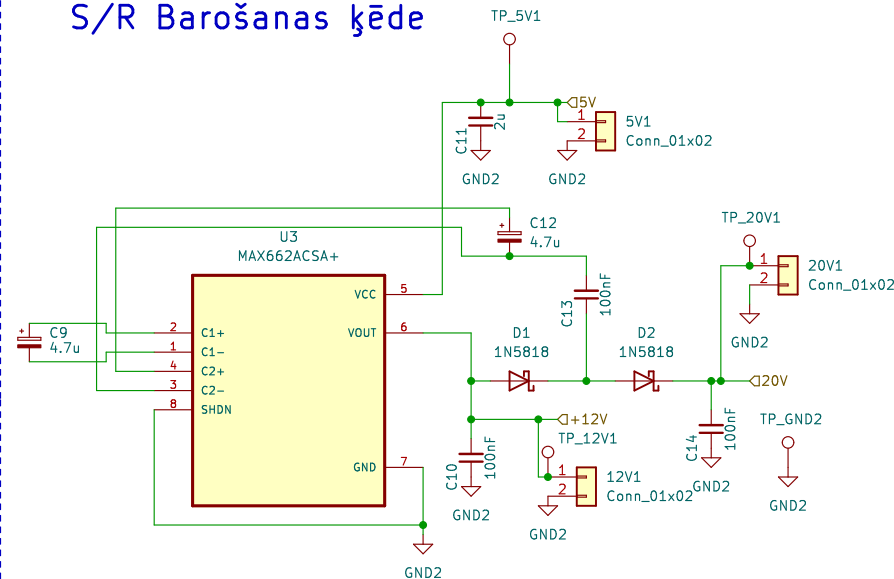 S/R Barošanas ķēde
TP_5V1
5V
C11
2u
1
2
5V1
Conn_01x02
GND2
GND2
TP_20V1
C12
4.7u
U3
MAX662ACSA+
1
2
20V1
Conn_01x02
VCC
5
C13
100nF
GND2
C9
4.7u
2
C1+
VOUT
6
1
C1-
4
C2+
3
C2-
8
SHDN
D1
1N5818
D2
1N5818
20V
+12V
TP_12V1
C14
100nF
TP_GND2
GND
7
C10
100nF
1
2
12V1
Conn_01x02
GND2
GND2
GND2
GND2
GND2